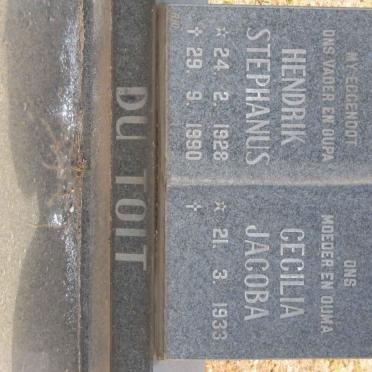 MY EGGENOOT
ONS VADER EN OUPA
HENDRIK
STEPHANUS
☆ 24. 2. 1928
✝ 29. 9. 1990
ONS
MOEDER EN OUMA
CECILIA
JACOBA
☆ 21. 3. 1933
✝
DU TOIT